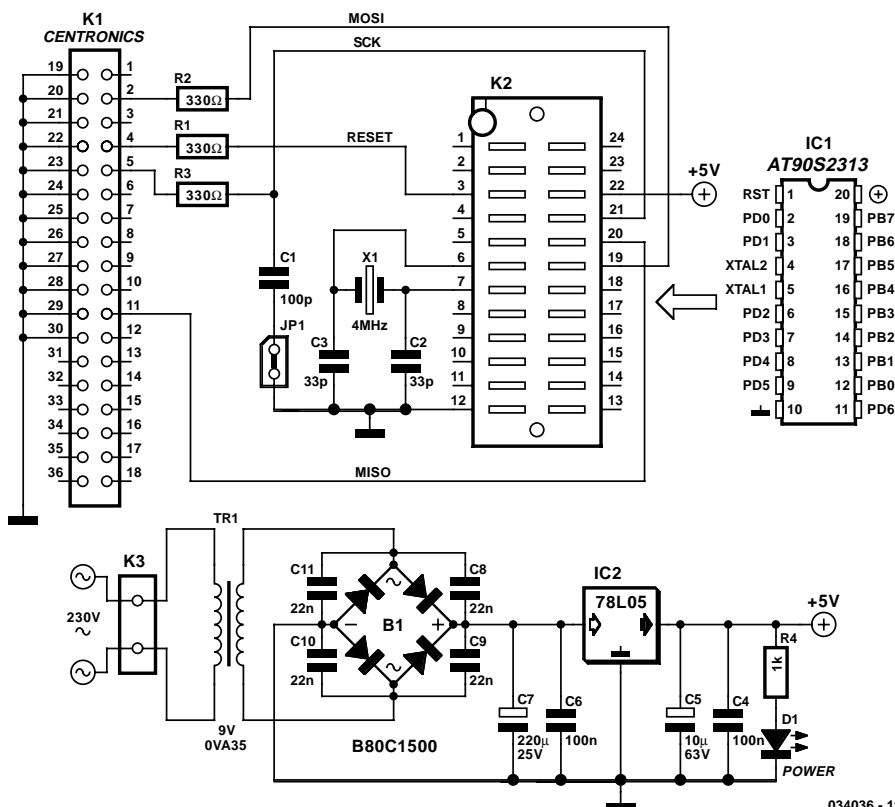 K1
CENTRONICS
19 1
20 2
21 3
22 4
23 5
24 6
25 7
26 8
27 9
28 10
29 11
30 12
31 13
32 14
33 15
34 16
35 17
36 18
MOSI
SCK
R2
330Ω
R1
330Ω
RESET
R3
330Ω
C1
100p
JP1
X1
4MHz
C3
33p
C2
33p
MISO
K2
1 24
2 23
3 22
4 21
5 20
6 19
7 18
8 17
9 16
10 15
11 14
12 13
+5V
IC1
AT90S2313
RST 1 20
PD0 2 19 PB7
PD1 3 18 PB6
XTAL2 4 17 PB5
XTAL1 5 16 PB4
PD2 6 15 PB3
PD3 7 14 PB2
PD4 8 13 PB1
PD5 9 12 PB0
10 11 PD6
K3
230V
TR1
9V
0VA35
C11
22n
C10
22n
B1
C8
22n
C9
22n
B80C1500
IC2
78L05
C7
220µ
25V
C6
100n
C5
10µ
63V
C4
100n
+5V
R4
1k
D1
POWER